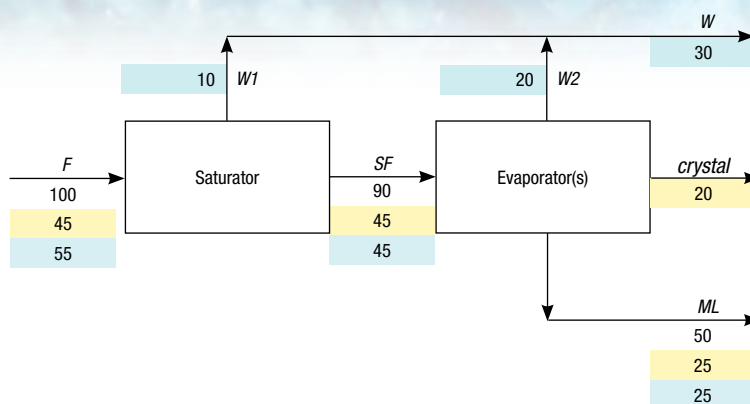 W
30
10 W1
20 W2
F
100
45
55
Saturator
SF
90
45
45
Evaporator(s)
crystal
20
ML
50
25
25